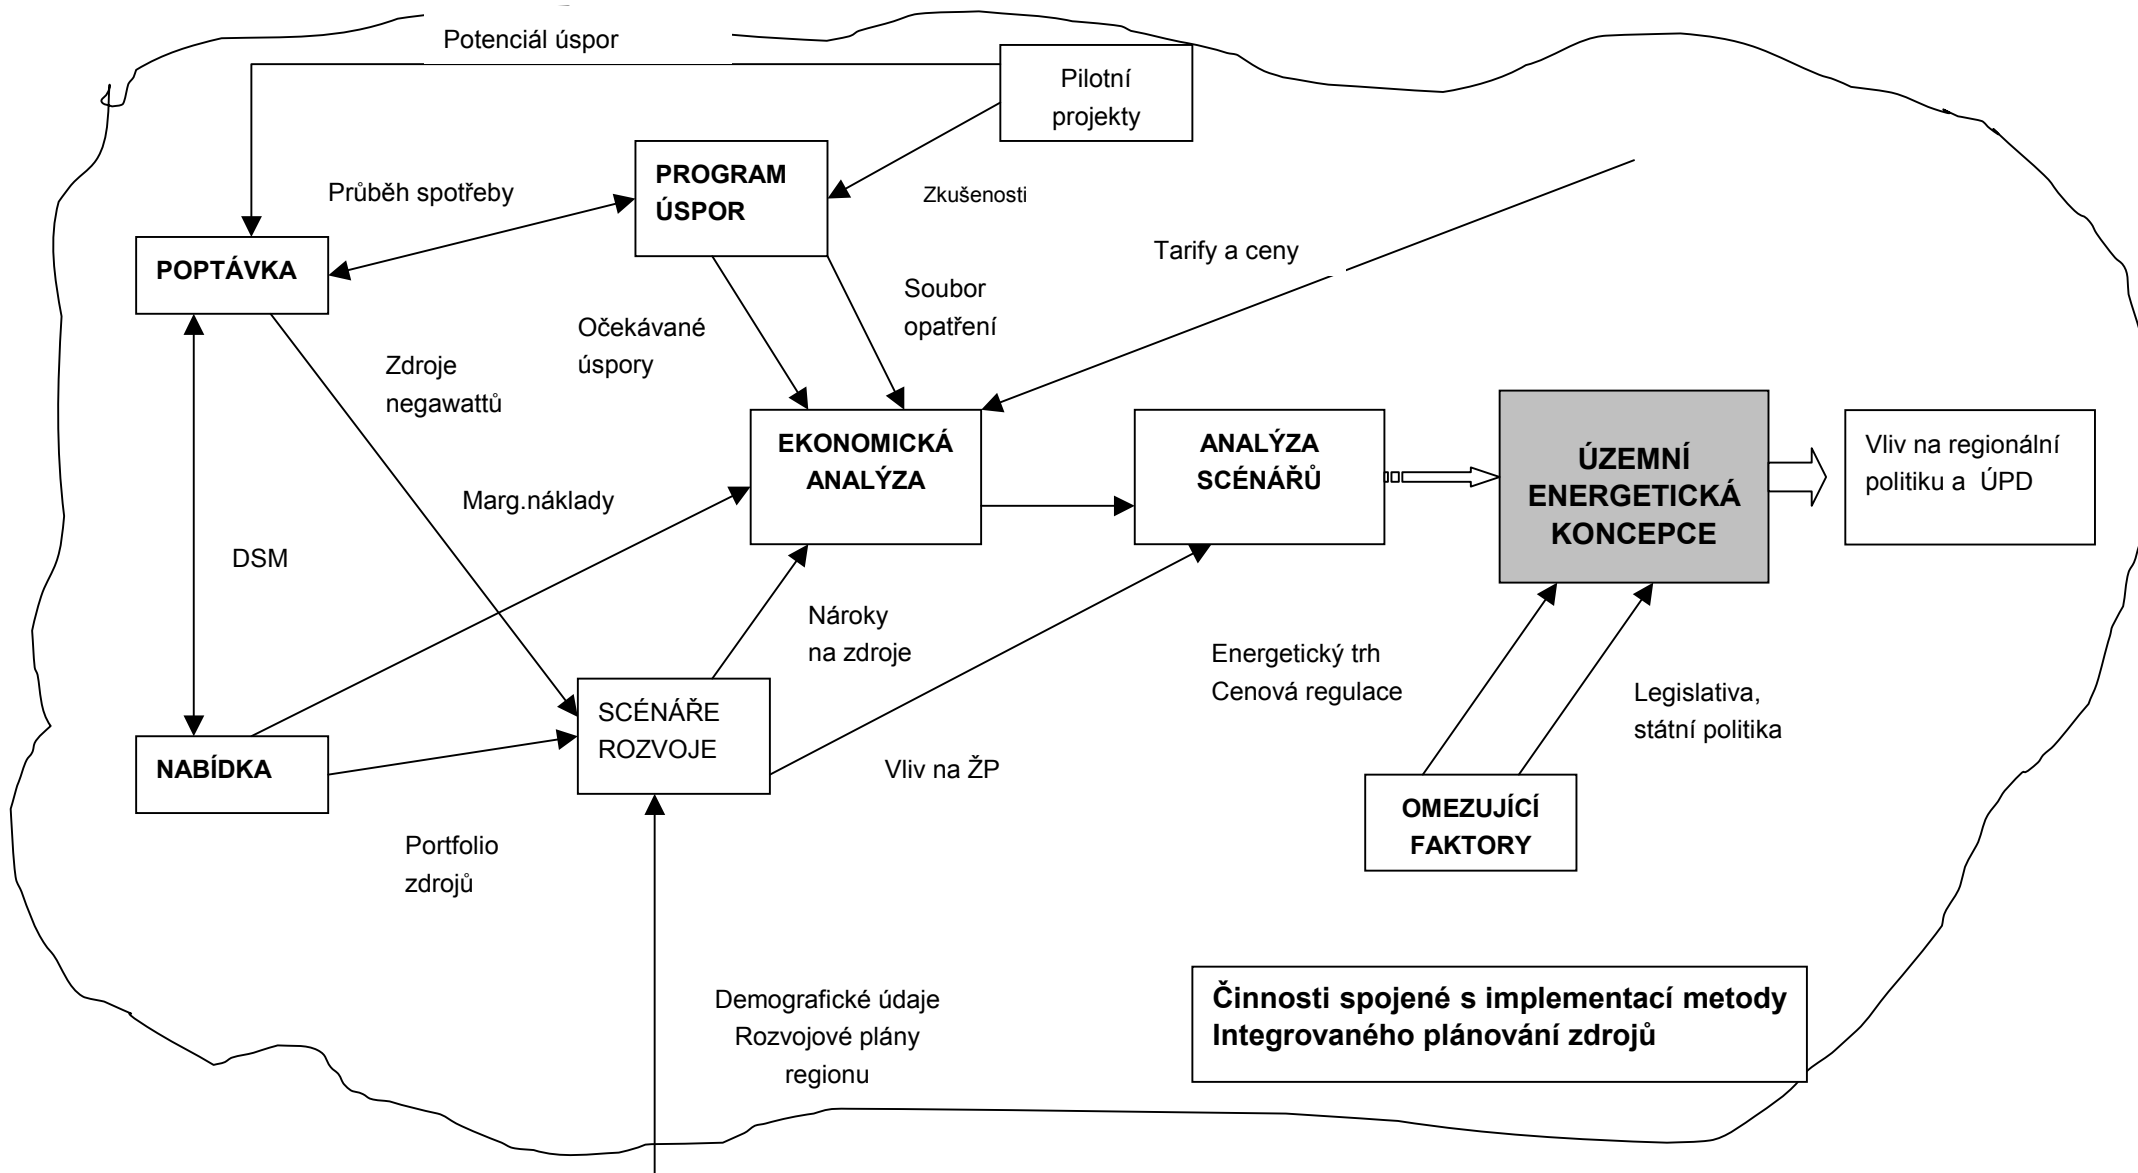 Potenciál úspor
Pilotní
projekty
PROGRAM
ÚSPOR
Průběh spotřeby
Zkušenosti
POPTÁVKA
Tarify a ceny
Soubor
opatření
Očekávané
úspory
Zdroje
negawattů
EKONOMICKÁ
ANALÝZA
ANALÝZA
SCÉNÁŘŮ
ÚZEMNÍ
ENERGETICKÁ
KONCEPCE
Vliv na regionální
politiku a  ÚPD
Marg.náklady
DSM
Nároky
na zdroje
Energetický trh
Cenová regulace
Legislativa,
státní politika
SCÉNÁŘE
ROZVOJE
NABÍDKA
Vliv na ŽP
OMEZUJÍCÍ
FAKTORY
Portfolio
zdrojů
Demografické údaje
Rozvojové plány
regionu
Činnosti spojené s implementací metody
Integrovaného plánování zdrojů